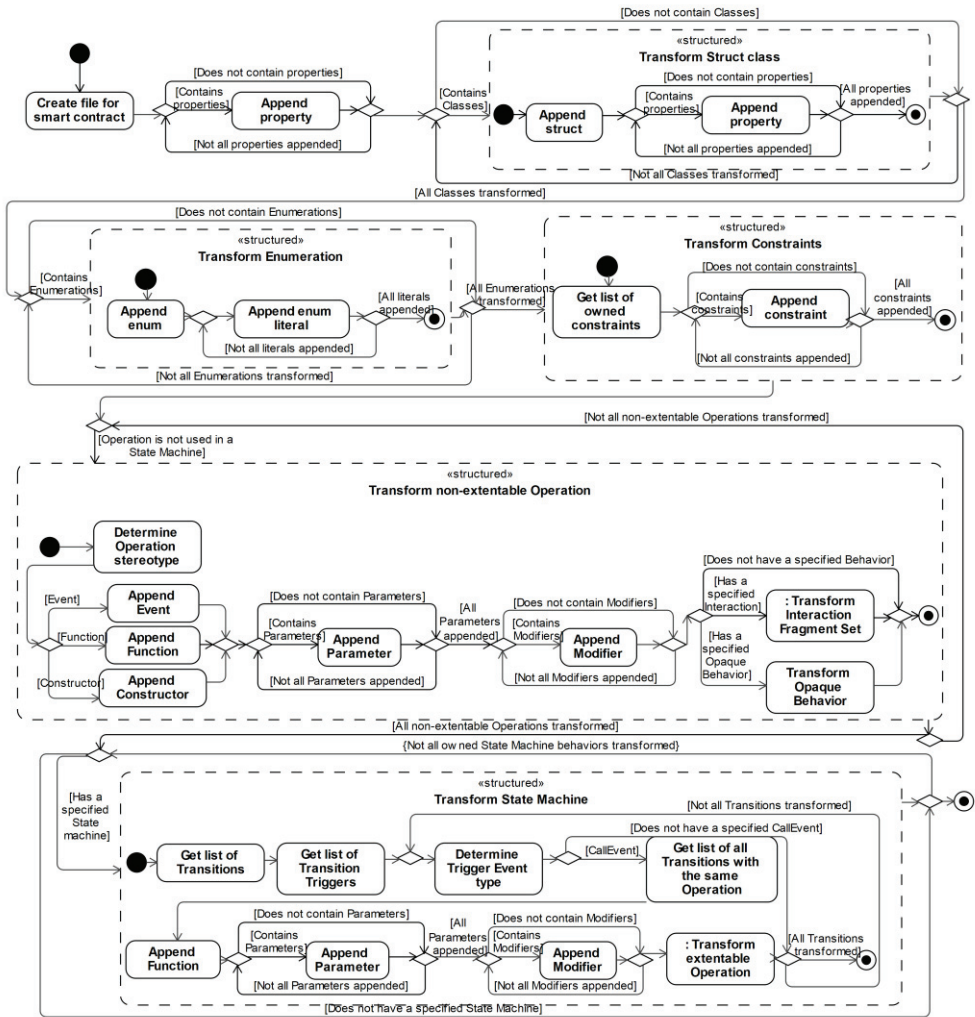 [Does not contain Classes]
«structured»
Transform Struct class
[Does not contain properties]
[Does not contain properties]
[All properties
appended]
[Contains
properties]
[Contains
Classes]
[Contains
properties]
Create file for
smart contract
Append
property
Append
struct
Append
property
[Not all properties appended]
[Not all properties appended]
[Not all Classes transformed]
[All Classes transformed]
[Does not contain Enumerations]
«structured»
Transform Enumeration
«structured»
Transform Constraints
[Contains
Enumerations]
[All Enumerations
transformed]
[Does not contain constraints]
[All
constraints
appended]
[All literals
appended]
Append
enum
Append enum
literal
Get list of
owned
constraints
[Contains
constraints]
Append
constraint
[Not all literals appended]
[Not all constraints appended]
[Not all Enumerations transformed]
[Not all non-extentable Operations transformed]
[Operation is not used in a
State Machine]
«structured»
Transform non-extentable Operation
Determine
Operation
stereotype
[Does not have a specified Behavior]
[Event]
Append
Event
[Does not contain Parameters]
[All
Parameters
appended]
[Does not contain Modifiers]
[Has a
specified
Interaction]
: Transform
Interaction
Fragment Set
[Function]
Append
Function
[Contains
Parameters]
Append
Parameter
[Contains
Modifiers]
Append
Modifier
[Has a
specified
Opaque
Behavior]
[Constructor]
Append
Constructor
[Not all Parameters appended]
[Not all Modifiers appended]
Transform
Opaque
Behavior
[All non-extentable Operations transformed]
{Not all owned State Machine behaviors transformed}
«structured»
Transform State Machine
[Has a
specified
State
machine]
[Not all Transitions transformed]
[Does not have a specified CallEvent]
Get list of
Transitions
Get list of
Transition
Triggers
Determine
Trigger Event
type
[CallEvent]
Get list of all
Transitions with
the same
Operation
[Does not contain Parameters]
[All
Parameters
appended]
[Does not contain Modifiers]
Append
Function
[Contains
Parameters]
Append
Parameter
[Contains
Modifiers]
Append
Modifier
: Transform
extentable
Operation
[All Transitions
transformed]
[Not all Parameters appended]
[Not all Modifiers appended]
[Does not have a specified State Machine]